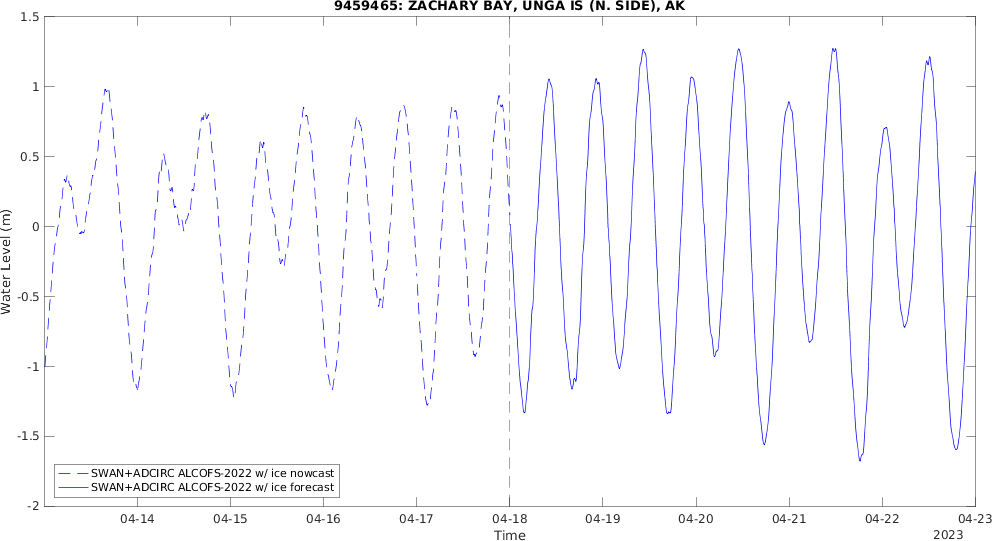 9459465: ZACHARY BAY, UNGA IS (N. SIDE), AK
1.5
1
0.5
0
-0.5
-1
-1.5
-2
Water Level (m)
SWAN+ADCIRC ALCOFS-2022 w/ ice nowcast
SWAN+ADCIRC ALCOFS-2022 w/ ice forecast
04-14 04-15 04-16 04-17 04-18 04-19 04-20 04-21 04-22 04-23
Time
2023